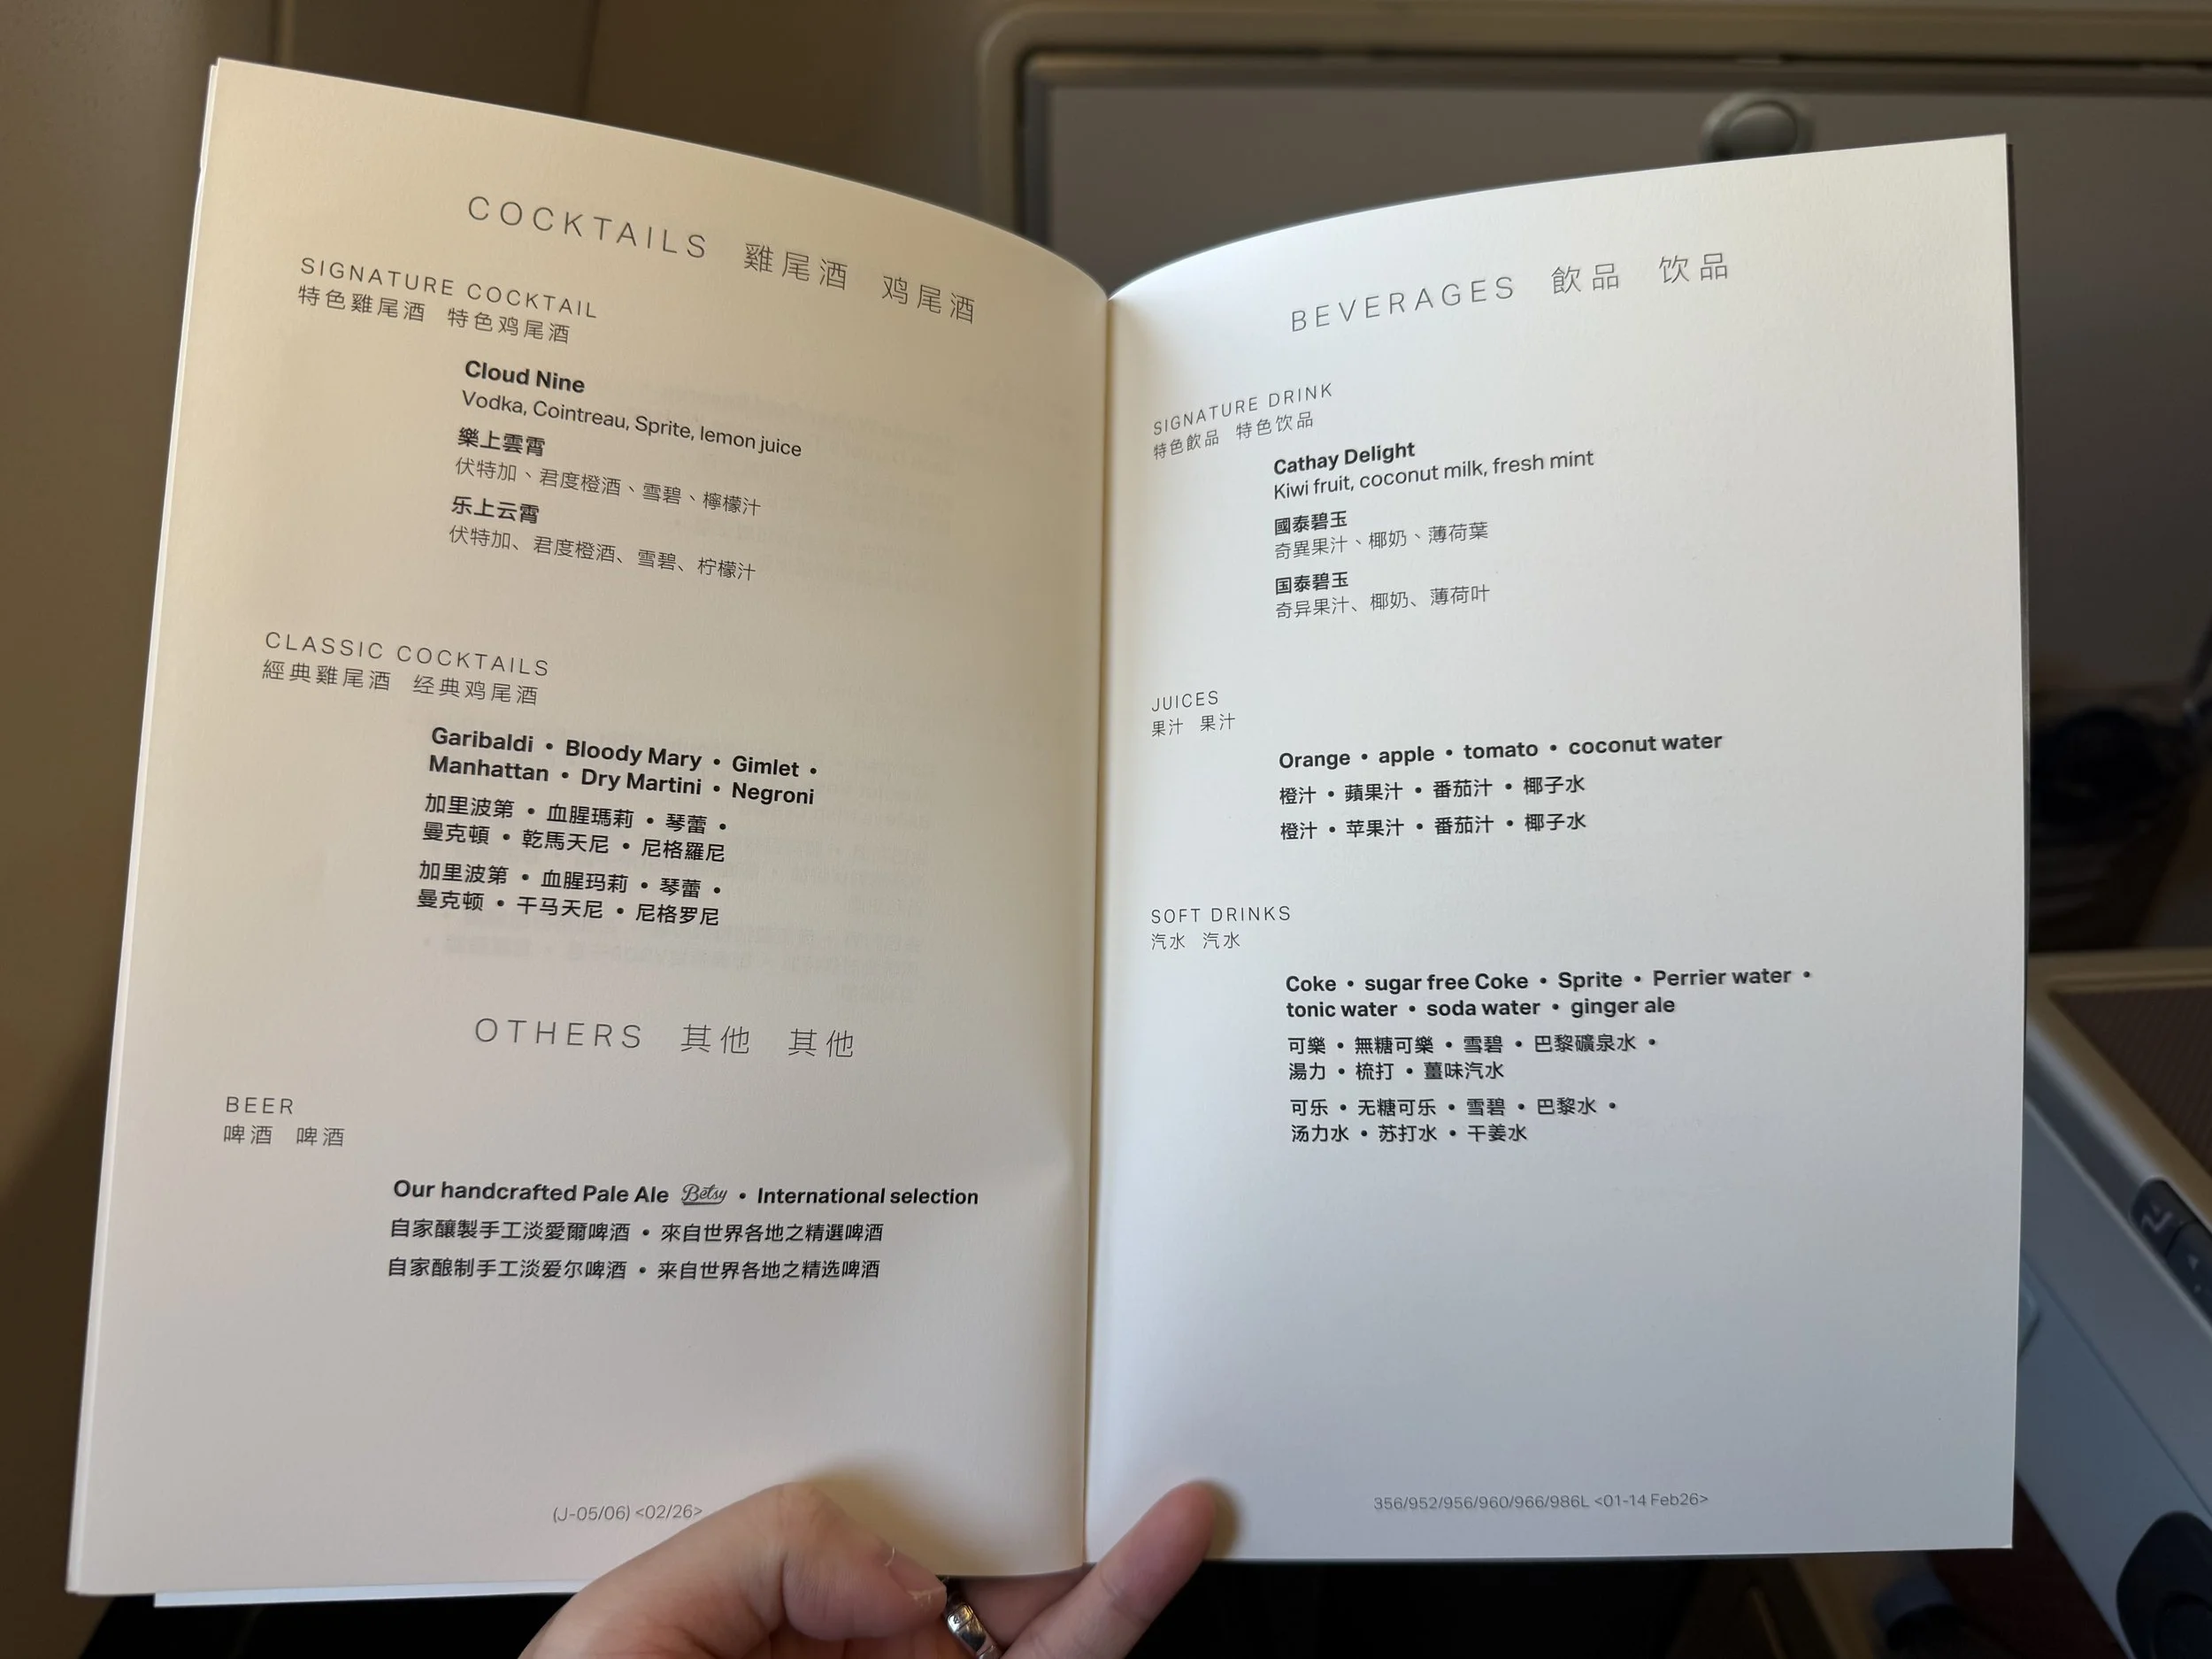 COCKTAILS 雞尾酒 鸡尾酒
SIGNATURE COCKTAIL
特色雞尾酒 特色鸡尾酒
Cloud Nine
Vodka, Cointreau, Sprite, lemon juice
樂上雲霄
伏特加、君度橙酒、雪碧、檸檬汁
乐上云霄
伏特加、君度橙酒、雪碧、柠檬汁
CLASSIC COCKTAILS
經典雞尾酒 经典鸡尾酒
Garibaldi • Bloody Mary • Gimlet •
Manhattan • Dry Martini • Negroni
加里波第 • 血腥瑪莉 • 琴蕾 •
曼克頓 • 乾馬天尼 • 尼格羅尼
加里波第 • 血腥玛莉 • 琴蕾 •
曼克顿 • 干马天尼 • 尼格罗尼
OTHERS 其他 其他
BEER
啤酒 啤酒
Our handcrafted Pale Ale Betsy • International selection
自家釀製手工淡愛爾啤酒 • 來自世界各地之精選啤酒
自家酿制手工淡爱尔啤酒 • 来自世界各地之精选啤酒
(J-05/06) <02/26>
BEVERAGES 飲品 饮品
SIGNATURE DRINK
特色飲品 特色饮品
Cathay Delight
Kiwi fruit, coconut milk, fresh mint
國泰碧玉
奇異果汁、椰奶、薄荷葉
国泰碧玉
奇异果汁、椰奶、薄荷叶
JUICES
果汁 果汁
Orange • apple • tomato • coconut water
橙汁 • 蘋果汁 • 番茄汁 • 椰子水
橙汁 • 苹果汁 • 番茄汁 • 椰子水
SOFT DRINKS
汽水 汽水
Coke • sugar free Coke • Sprite • Perrier water •
tonic water • soda water • ginger ale
可樂 • 無糖可樂 • 雪碧 • 巴黎礦泉水 •
湯力 • 梳打 • 薑味汽水
可乐 • 无糖可乐 • 雪碧 • 巴黎水 •
汤力水 • 苏打水 • 干姜水
356/952/956/960/966/986L <01-14 Feb26>